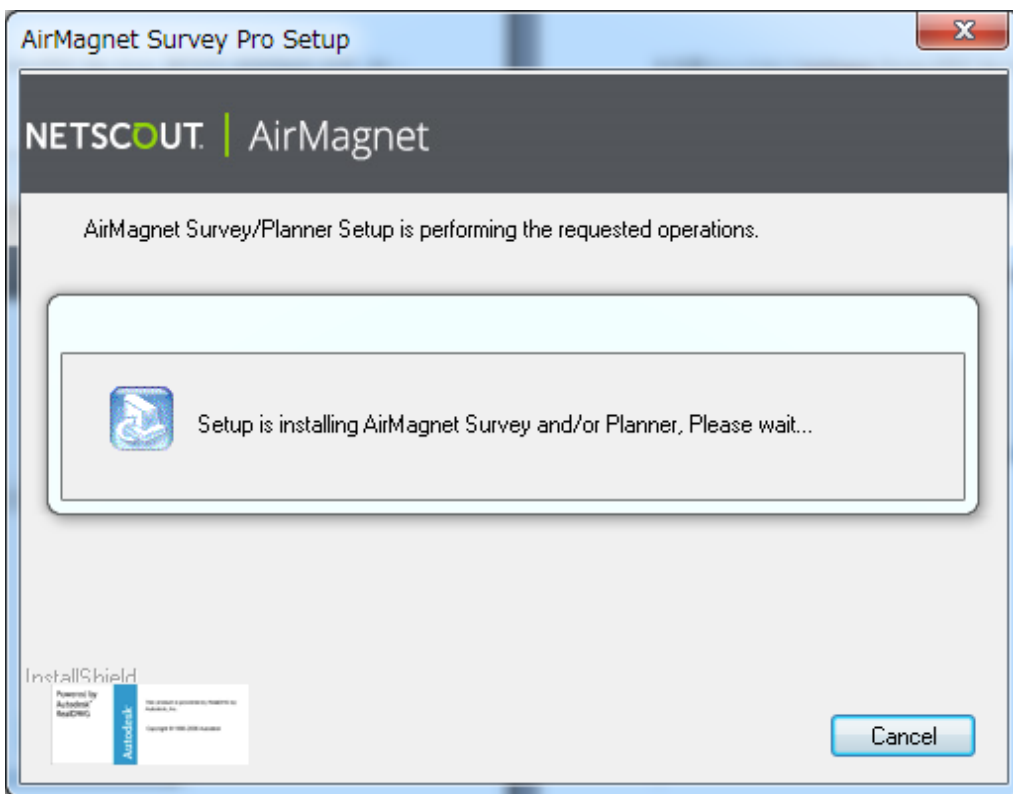 AirMagnet Survey Pro Setup
NETSCOUT. | AirMagnet
AirMagnet Survey/Planner Setup is performing the requested operations.
Setup is installing AirMagnet Survey and/or Planner, Please wait...
InstallShield
Powered by
Autodesk
RealDWG
Autodesk
Cancel